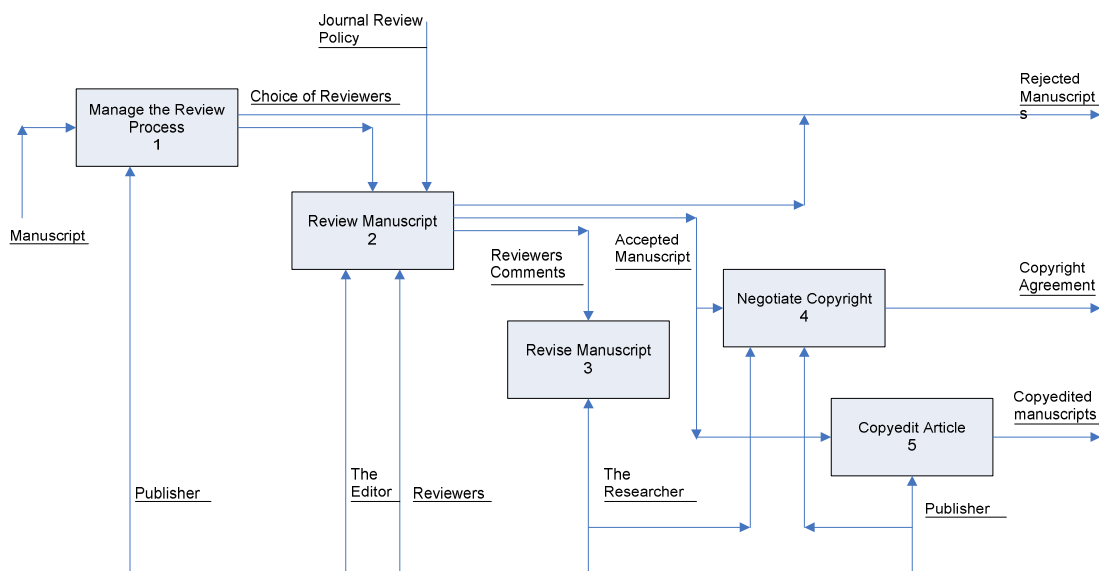 Journal Review
Policy
Manage the Review
Process
1
Choice of Reviewers
Rejected
Manuscript
s
Manuscript
Review Manuscript
2
Reviewers
Comments
Accepted
Manuscript
Negotiate Copyright
4
Copyright
Agreement
Revise Manuscript
3
Copyedit Article
5
Copyedited
manuscripts
Publisher
The
Editor
Reviewers
The
Researcher
Publisher